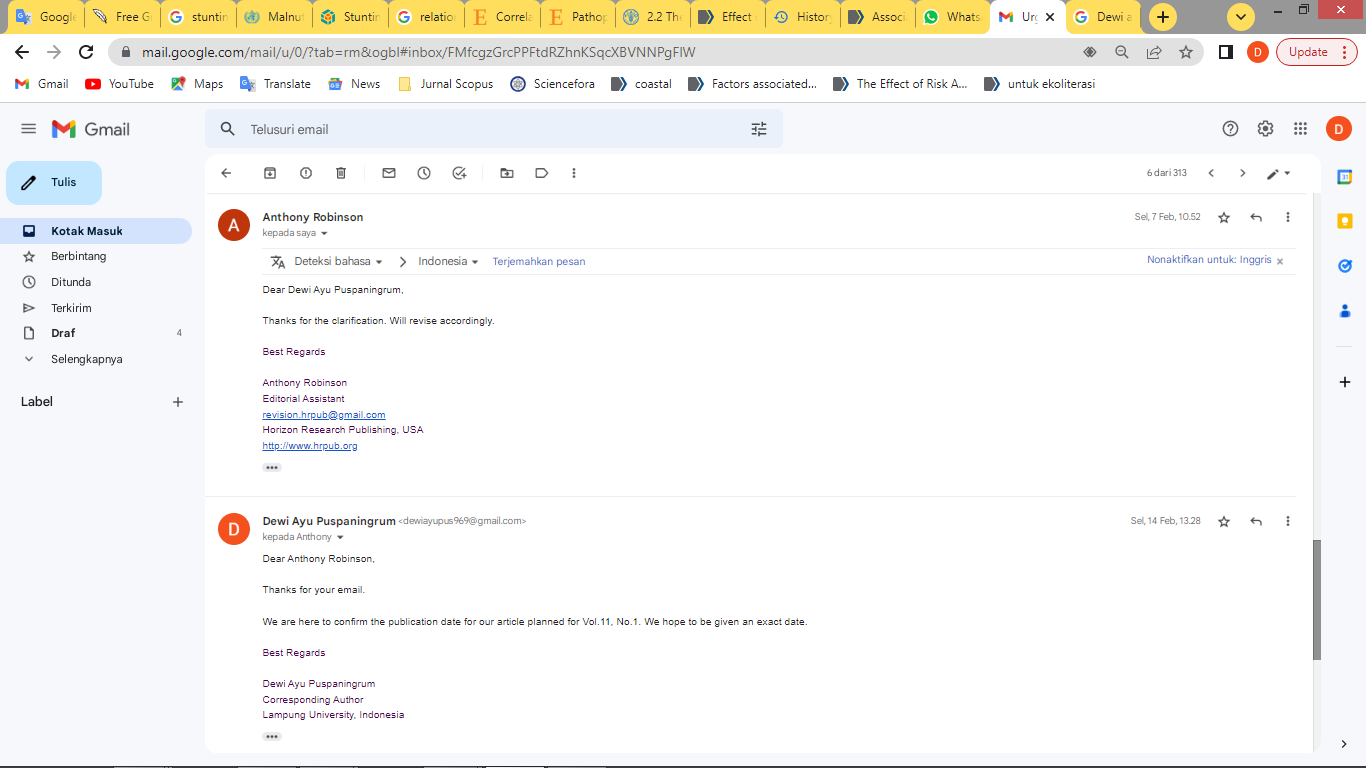 Google
Free G
stuntin
Malnut
Stuntin
relation
Correla
Pathop
2.2 The
Effect
History
Associa
Whats
Urg
Dewi a
mail.google.com/mail/u/0/?tab=rm&ogbl#inbox/FMfcgzGrcPPFtdRZhnKSqcXBVNNPgFlW
D
Update
Gmail
YouTube
Maps
Translate
News
Jurnal Scopus
Sciencefora
coastal
Factors associated...
The Effect of Risk A...
untuk ekoliterasi
Gmail
Telusuri email
D
Tulis
6 dari 313
Kotak Masuk
Berbintang
Ditunda
Terkirim
Draf 4
Selengkapnya
Label
A
Anthony Robinson
Sel, 7 Feb, 10.52
kepada saya
Deteksi bahasa
Indonesia
Terjemahkan pesan
Nonaktifkan untuk: Inggris
Dear Dewi Ayu Puspaningrum,
Thanks for the clarification. Will revise accordingly.
Best Regards
Anthony Robinson
Editorial Assistant
revision.hrpub@gmail.com
Horizon Research Publishing, USA
http://www.hrpub.org
D
Dewi Ayu Puspaningrum <dewiayupus969@gmail.com>
Sel, 14 Feb, 13.28
kepada Anthony
Dear Anthony Robinson,
Thanks for your email.
We are here to confirm the publication date for our article planned for Vol.11, No.1. We hope to be given an exact date.
Best Regards
Dewi Ayu Puspaningrum
Corresponding Author
Lampung University, Indonesia